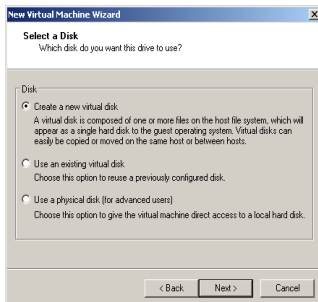 New Virtual Machine Wizard
Select a Disk
Which disk do you want this drive to use?
Disk
Create a new virtual disk
A virtual disk is composed of one or more files on the host file system, which will
appear as a single hard disk to the guest operating system. Virtual disks can
easily be copied or moved on the same host or between hosts.
Use an existing virtual disk
Choose this option to reuse a previously configured disk.
Use a physical disk (for advanced users)
Choose this option to give the virtual machine direct access to a local hard disk.
< Back Next > Cancel